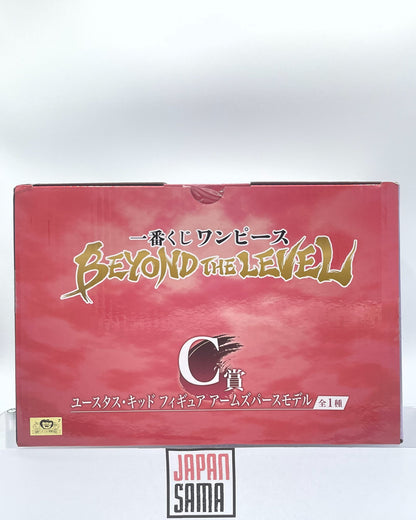 一番くじ ワンピース
BEYOND THE LEVEL
C賞
ユースタス・キッド フィギュア アームズパースモデル 全1種
JAPAN
SAMA